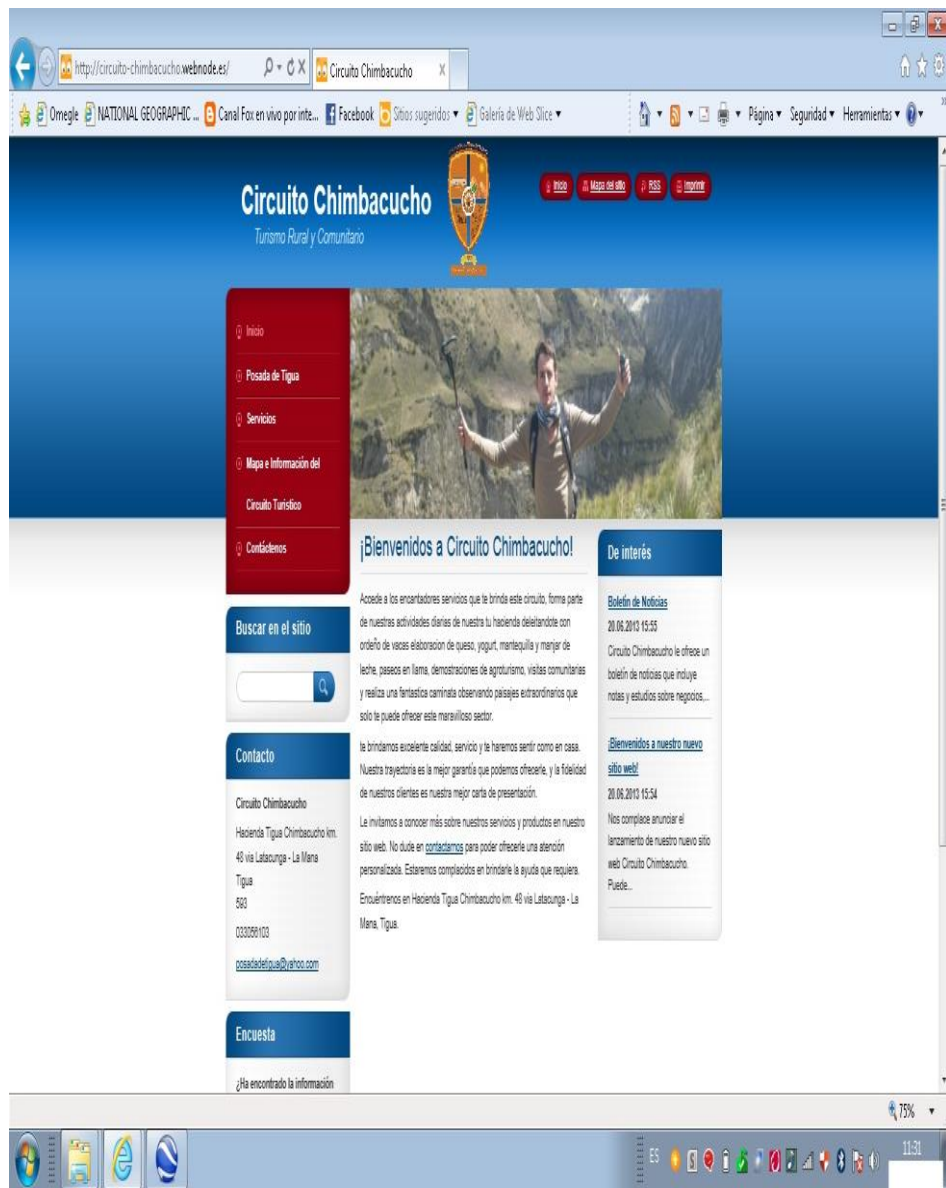 http://circuito-chimbacucho.webnode.es/
Circuito Chimbacucho
Omegle
NATIONAL GEOGRAPHIC ...
Canal Fox en vivo por inte...
Facebook
Sitios sugeridos
Galería de Web Slice
Página
Seguridad
Herramientas
Circuito Chimbacucho
Turismo Rural y Comunitario
Inicio
Mapa del sitio
RSS
Imprimir
Inicio
Posada de Tigua
Servicios
Mapa e Información del
Circuito Turistico
Contáctenos
Buscar en el sitio
Contacto
Circuito Chimbacucho
Hacienda Tigua Chimbacucho km.
48 via Latacunga - La Mana
Tigua
593
033056103
posadadetigua@yahoo.com
Encuesta
¿Ha encontrado la información
¡Bienvenidos a Circuito Chimbacucho!
Accede a los encantadores servicios que te brinda este circuito, forma parte
de nuestras actividades diarias de nuestra tu hacienda deleitandote con
ordeño de vacas elaboracion de queso, yogurt, mantequilla y manjar de
leche, paseos en llama, demostraciones de agroturismo, visitas comunitarias
y realiza una fantastica caminata observando paisajes extraordinarios que
solo te puede ofrecer este maravilloso sector.
te brindamos excelente calidad, servicio y te haremos sentir como en casa.
Nuestra trayectoria es la mejor garantía que podemos ofrecerle, y la fidelidad
de nuestros clientes es nuestra mejor carta de presentación.
Le invitamos a conocer más sobre nuestros servicios y productos en nuestro
sitio web. No dude en contactarnos para poder ofrecerle una atención
personalizada. Estaremos complacidos en brindarle la ayuda que requiera.
Encuéntrenos en Hacienda Tigua Chimbacucho km. 48 via Latacunga - La
Mana, Tigua.
De interés
Boletín de Noticias
20.06.2013 15:55
Circuito Chimbacucho le ofrece un
boletín de noticias que incluye
notas y estudios sobre negocios,...
¡Bienvenidos a nuestro nuevo
sitio web!
20.06.2013 15:54
Nos complace anunciar el
lanzamiento de nuestro nuevo sitio
web Circuito Chimbacucho.
Puede...
75%
ES
11:31